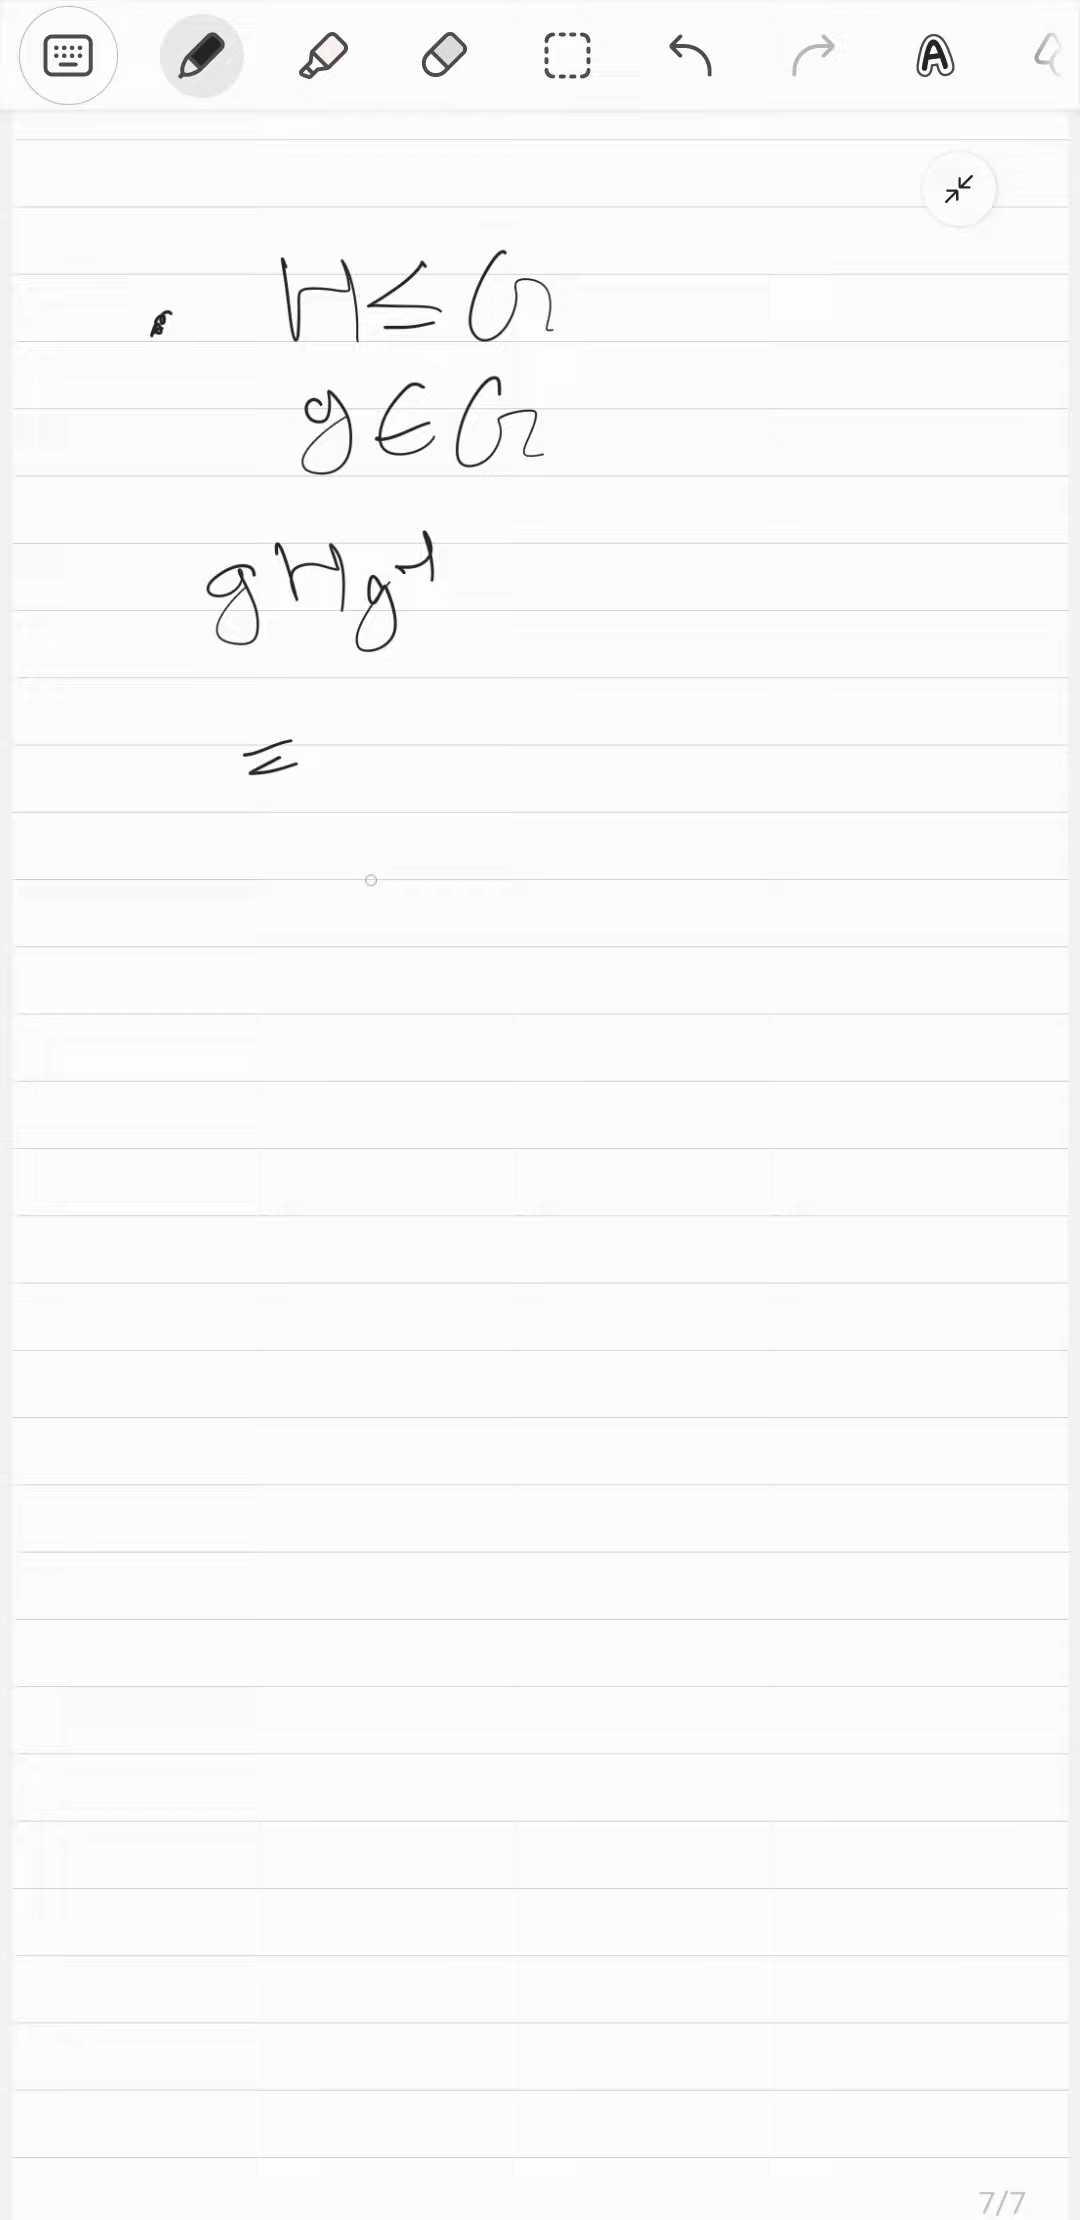 H ≤ G
g ∈ G
gHg⁻¹
=
7/7